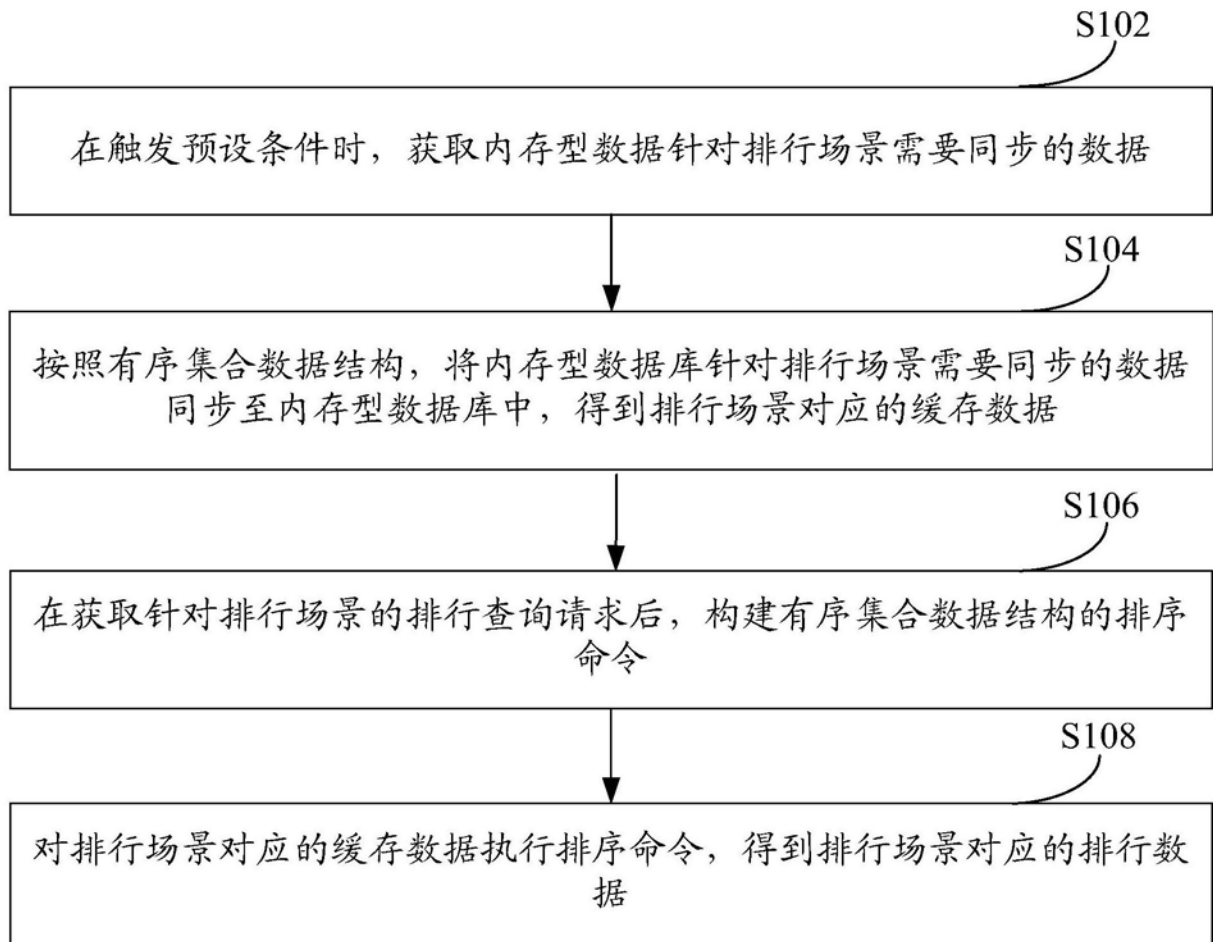 S102
在触发预设条件时，获取内存型数据针对排行场景需要同步的数据
S104
按照有序集合数据结构，将内存型数据库针对排行场景需要同步的数据
同步至内存型数据库中，得到排行场景对应的缓存数据
S106
在获取针对排行场景的排行查询请求后，构建有序集合数据结构的排序
命令
S108
对排行场景对应的缓存数据执行排序命令，得到排行场景对应的排行数
据